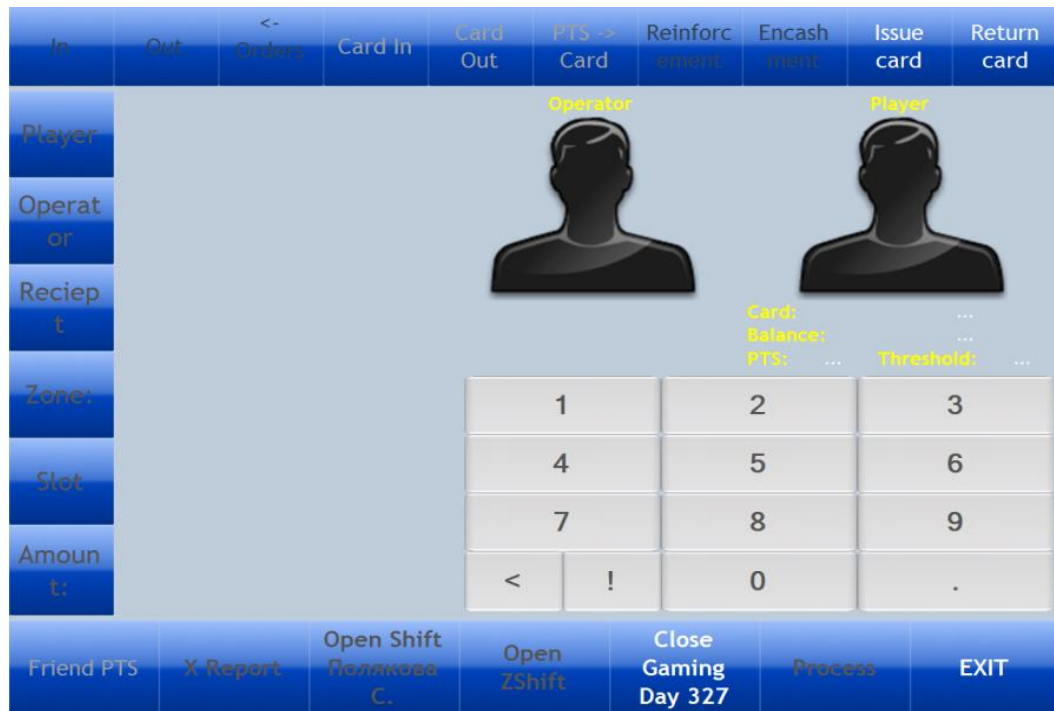 In
Out
<-
Orders
Card In
Card
Out
PTS ->
Card
Reinforc
ement
Encash
ment
Issue
card
Return
card
Player
Operat
or
Reciep
t
Zone:
Slot
Amoun
t:
Operator
Player
Card: ...
Balance: ...
PTS: ... Threshold: ...
1 2 3
4 5 6
7 8 9
< ! 0 .
Friend PTS
X Report
Open Shift
Полякова
С.
Open
ZShift
Close
Gaming
Day 327
Process
EXIT